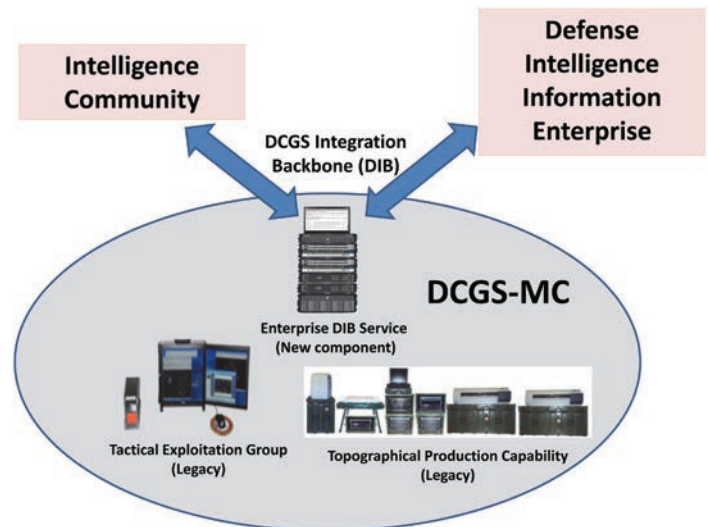 Intelligence
Community
Defense
Intelligence
Information
Enterprise
DCGS Integration
Backbone (DIB)
DCGS-MC
Enterprise DIB Service
(New component)
Tactical Exploitation Group
(Legacy)
Topographical Production Capability
(Legacy)